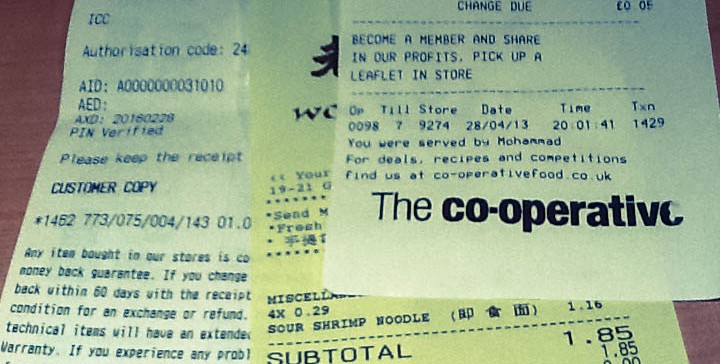 ICC
Authorisation code: 24
AID: A0000000031010
AED:
AXD: 20160228
PIN Verified
Please keep the receipt
CUSTOMER COPY
*1462 773/075/004/143 01.0
Any item bought in our stores is co
money back guarantee. If you change
back within 60 days with the receipt
condition for an exchange or refund.
technical items will have an extended
Warranty. If you experience any probl
WC
<< Your
19-21 G
*******
*Send M
*Fresh
*******
MISCELLA
4X 0.29 1.16
SOUR SHRIMP NOODLE (即 食 面)
SUBTOTAL 1.85
1.85
CHANGE DUE £0.05
BECOME A MEMBER AND SHARE
IN OUR PROFITS. PICK UP A
LEAFLET IN STORE
Op Till Store Date Time Txn
0098 7 9274 28/04/13 20:01:41 1429
You were served by Mohammad
For deals, recipes and competitions
find us at co-operativefood.co.uk
The co-operative